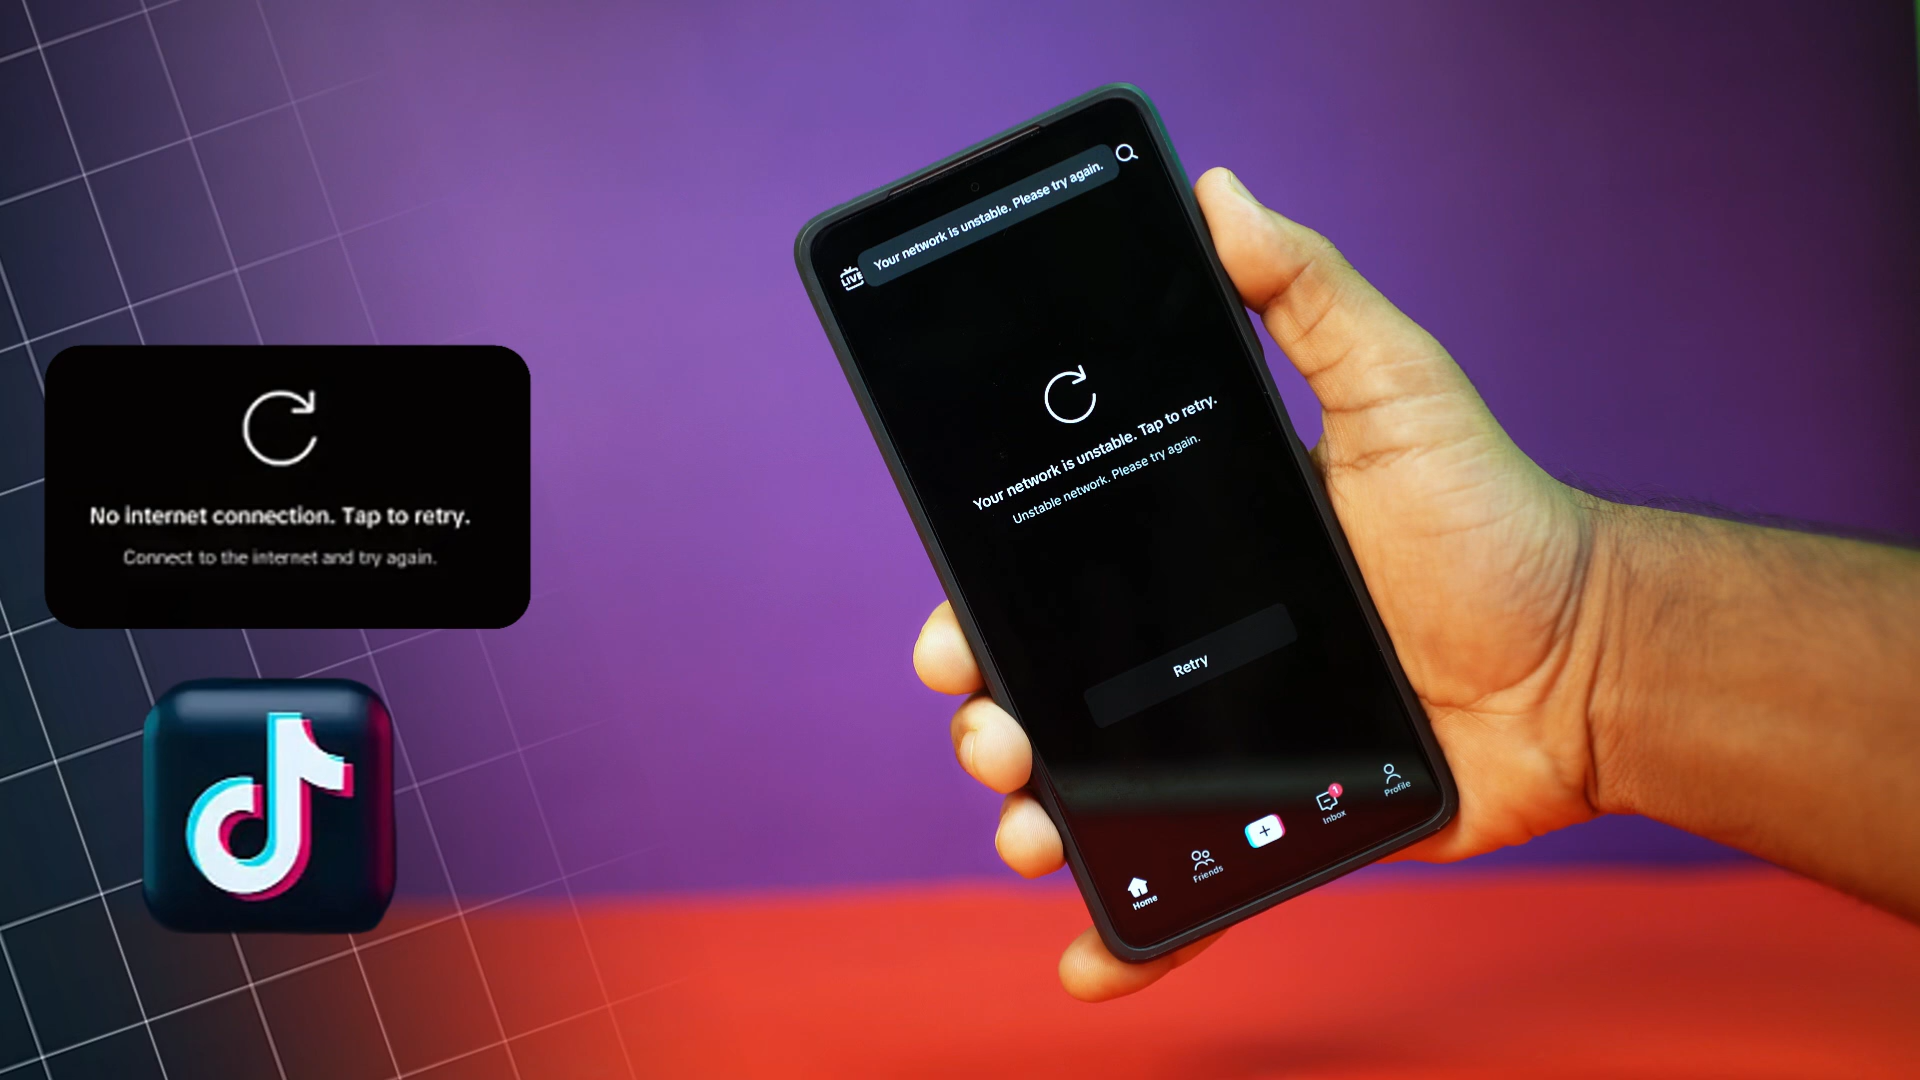 Your network is unstable. Please try again.
LIVE
Your network is unstable. Tap to retry.
Unstable network. Please try again.
Retry
Home
Friends
1
Inbox
Profile
No internet connection. Tap to retry.
Connect to the internet and try again.